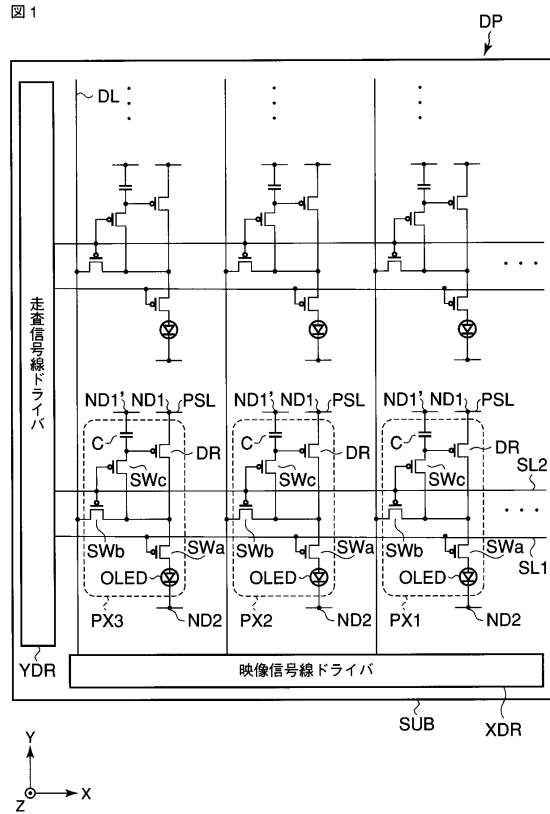 図1
DP
DL
走査信号線ドライバ
ND1' ND1 PSL ND1' ND1 PSL ND1' ND1 PSL
C DR C DR C DR
SWc SWc SWc
SL2
SWb SWa SWb SWa SWb SWa
SL1
OLED OLED OLED
PX3 ND2 PX2 ND2 PX1 ND2
YDR
映像信号線ドライバ
SUB
XDR
Y
Z X